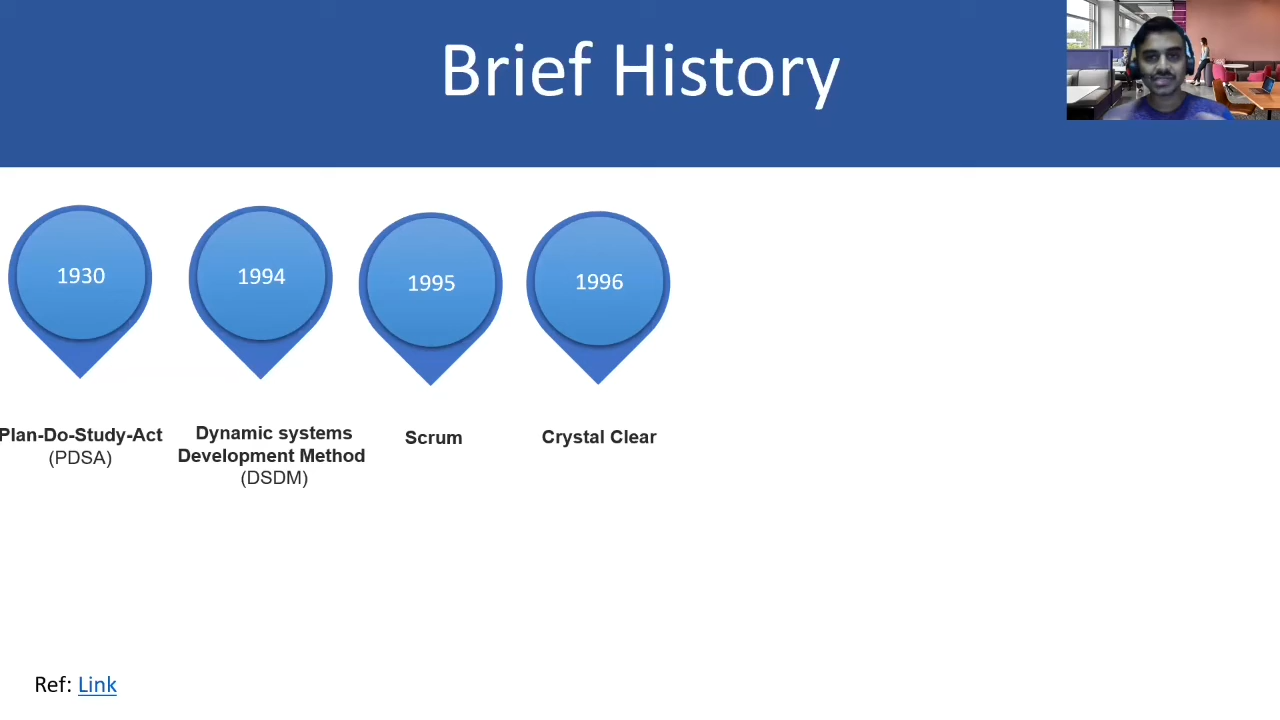 Brief History
1930
1994
1995
1996
Plan-Do-Study-Act
(PDSA)
Dynamic systems
Development Method
(DSDM)
Scrum
Crystal Clear
Ref: Link